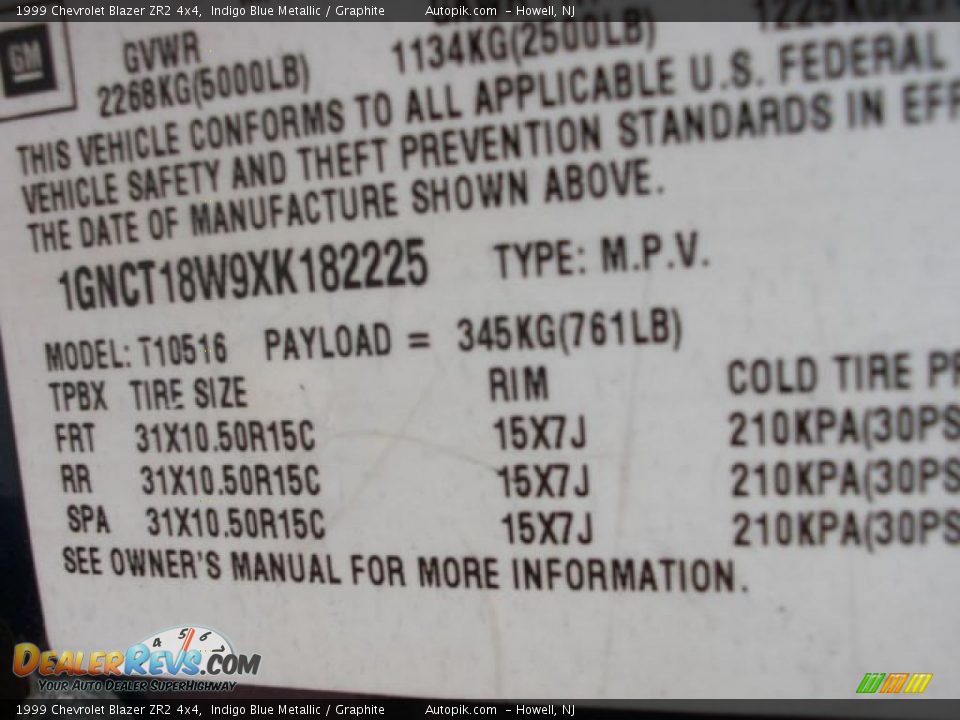 1999 Chevrolet Blazer ZR2 4x4, Indigo Blue Metallic / Graphite Autopik.com - Howell, NJ
GM
GVWR
2268KG(5000LB) 1134KG(2500LB)
THIS VEHICLE CONFORMS TO ALL APPLICABLE U.S. FEDERAL
VEHICLE SAFETY AND THEFT PREVENTION STANDARDS IN EFF
THE DATE OF MANUFACTURE SHOWN ABOVE.
1GNCT18W9XK182225 TYPE: M.P.V.
MODEL: T10516 PAYLOAD = 345KG(761LB)
TPBX TIRE SIZE RIM COLD TIRE PR
FRT 31X10.50R15C 15X7J 210KPA(30PS
RR 31X10.50R15C 15X7J 210KPA(30PS
SPA 31X10.50R15C 15X7J 210KPA(30PS
SEE OWNER'S MANUAL FOR MORE INFORMATION.
4 5 6
DEALERREVS.COM
YOUR AUTO DEALER SUPERHIGHWAY
1999 Chevrolet Blazer ZR2 4x4, Indigo Blue Metallic / Graphite Autopik.com - Howell, NJ